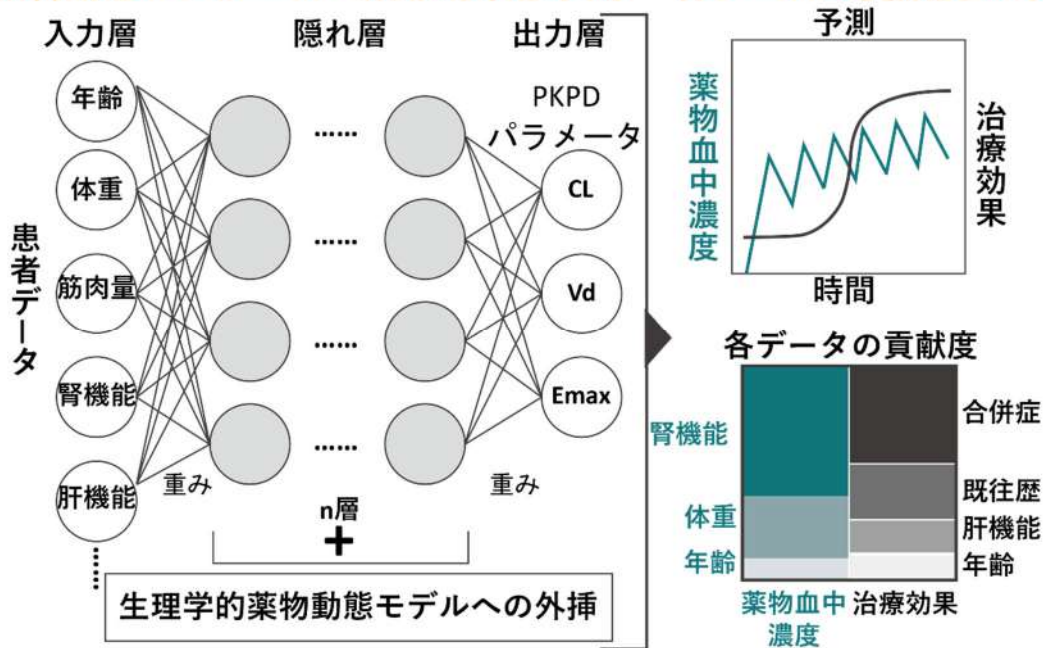 入力層
隠れ層
出力層
患者データ
年齢
体重
筋肉量
腎機能
肝機能
......
......
......
......
......
重み
重み
n層
+
PKPD
パラメータ
CL
Vd
Emax
生理学的薬物動態モデルへの外挿
予測
薬物血中濃度
治療効果
時間
各データの貢献度
腎機能
体重
年齢
合併症
既往歴
肝機能
年齢
薬物血中
濃度
治療効果